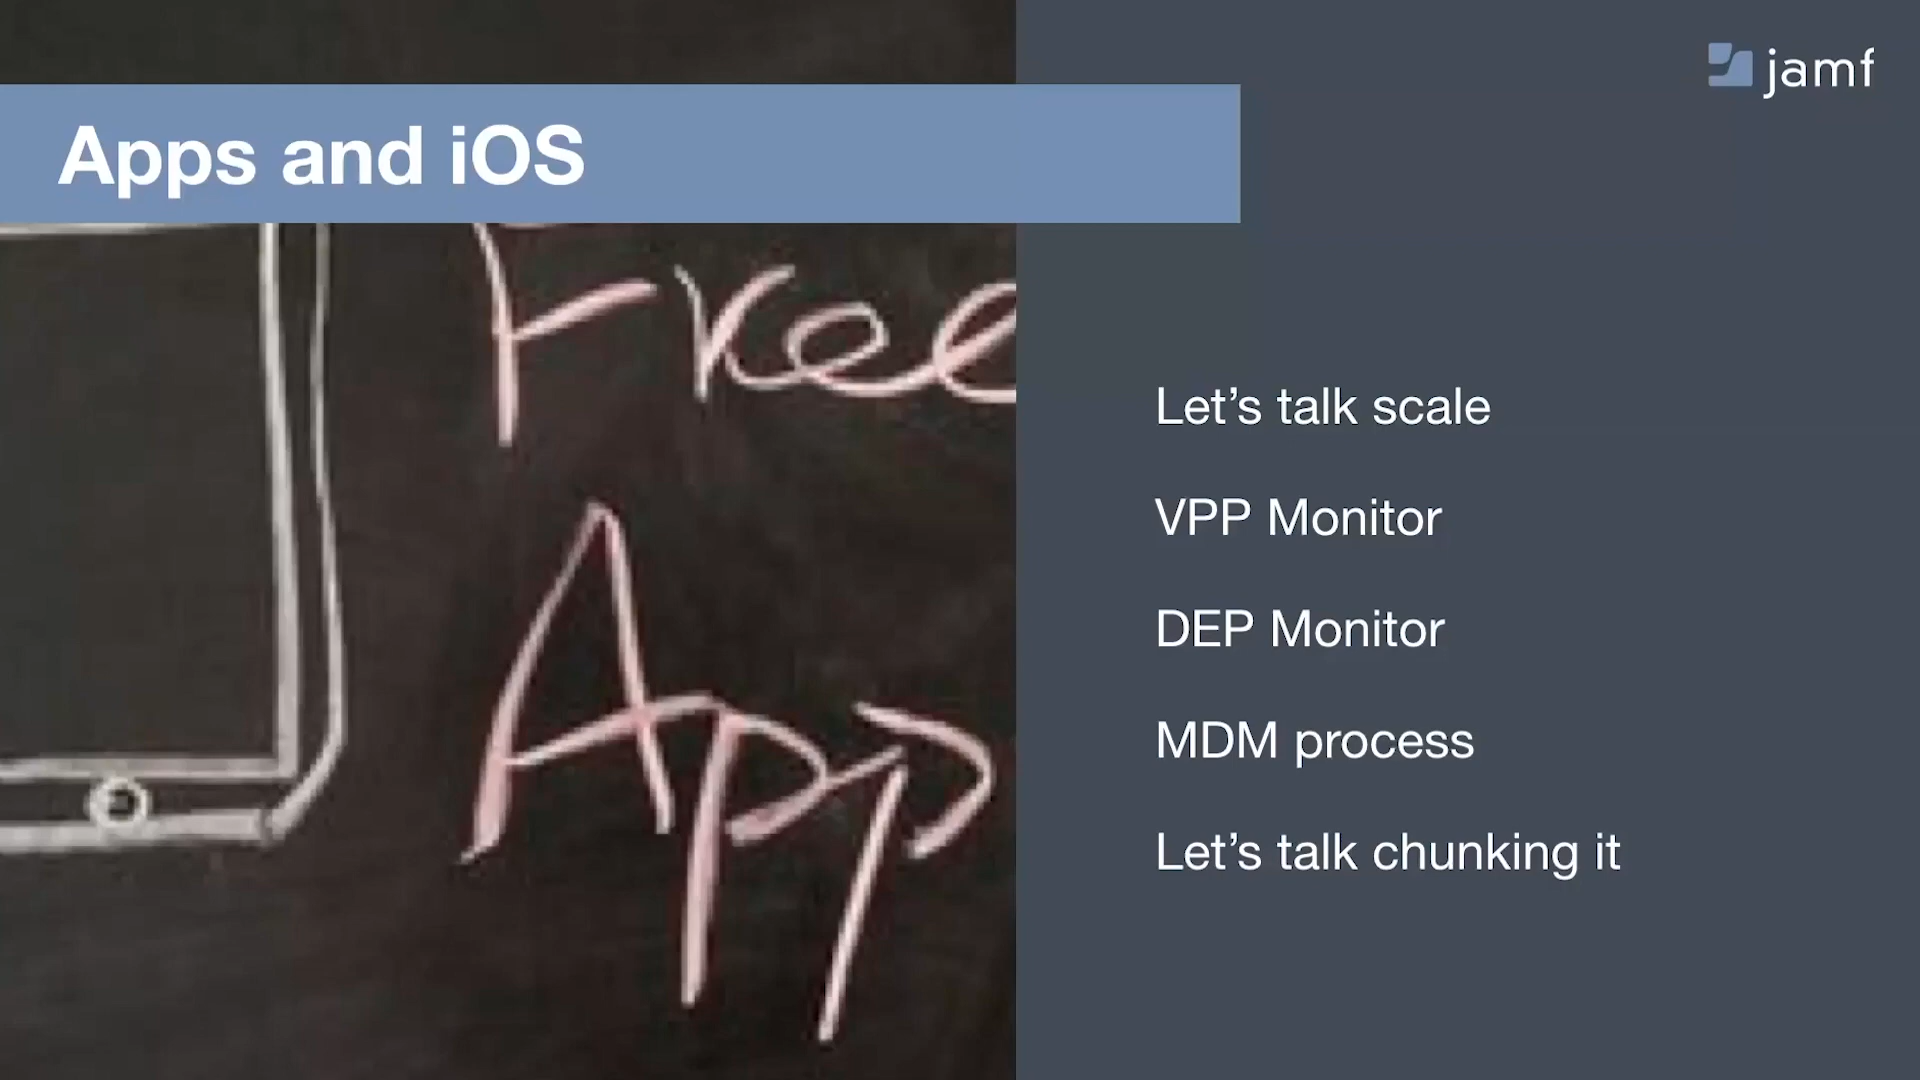 jamf
Apps and iOS
Free
App
Let's talk scale
VPP Monitor
DEP Monitor
MDM process
Let's talk chunking it